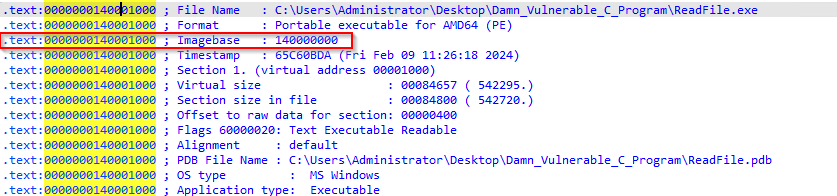 .text:0000000140001000 ; File Name   : C:\Users\Administrator\Desktop\Damn_Vulnerable_C_Program\ReadFile.exe
.text:0000000140001000 ; Format      : Portable executable for AMD64 (PE)
.text:0000000140001000 ; Imagebase   : 140000000
.text:0000000140001000 ; Timestamp   : 65C60BDA (Fri Feb 09 11:26:18 2024)
.text:0000000140001000 ; Section 1. (virtual address 00001000)
.text:0000000140001000 ; Virtual size                  : 00084657 ( 542295.)
.text:0000000140001000 ; Section size in file          : 00084800 ( 542720.)
.text:0000000140001000 ; Offset to raw data for section: 00000400
.text:0000000140001000 ; Flags 60000020: Text Executable Readable
.text:0000000140001000 ; Alignment     : default
.text:0000000140001000 ; PDB File Name : C:\Users\Administrator\Desktop\Damn_Vulnerable_C_Program\ReadFile.pdb
.text:0000000140001000 ; OS type         :  MS Windows
.text:0000000140001000 ; Application type:  Executable